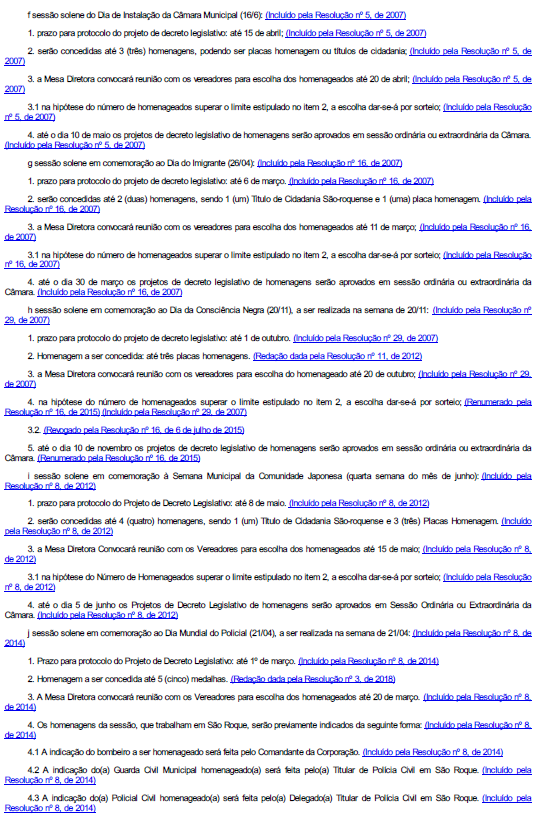 f sessão solene do Dia de Instalação da Câmara Municipal (16/6): (Incluído pela Resolução nº 5, de 2007)
1. prazo para protocolo do projeto de decreto legislativo: até 15 de abril; (Incluído pela Resolução nº 5, de 2007)
2. serão concedidas até 3 (três) homenagens, podendo ser placas homenagem ou títulos de cidadania; (Incluído pela Resolução nº 5, de
2007)
3. a Mesa Diretora convocará reunião com os vereadores para escolha dos homenageados até 20 de abril; (Incluído pela Resolução nº 5, de
2007)
3.1 na hipótese do número de homenageados superar o limite estipulado no item 2, a escolha dar-se-á por sorteio; (Incluído pela Resolução
nº 5, de 2007)
4. até o dia 10 de maio os projetos de decreto legislativo de homenagens serão aprovados em sessão ordinária ou extraordinária da Câmara.
(Incluído pela Resolução nº 5, de 2007)
g sessão solene em comemoração ao Dia do Imigrante (26/04): (Incluído pela Resolução nº 16, de 2007)
1. prazo para protocolo do projeto de decreto legislativo: até 6 de março. (Incluído pela Resolução nº 16, de 2007)
2. serão concedidas até 2 (duas) homenagens, sendo 1 (um) Título de Cidadania São-roquense e 1 (uma) placa homenagem. (Incluído pela
Resolução nº 16, de 2007)
3. a Mesa Diretora convocará reunião com os vereadores para escolha dos homenageados até 11 de março; (Incluído pela Resolução nº 16,
de 2007)
3.1 na hipótese do número de homenageados superar o limite estipulado no item 2, a escolha dar-se-á por sorteio; (Incluído pela Resolução
nº 16, de 2007)
4. até o dia 30 de março os projetos de decreto legislativo de homenagens serão aprovados em sessão ordinária ou extraordinária da
Câmara. (Incluído pela Resolução nº 16, de 2007)
h sessão solene em comemoração ao Dia da Consciência Negra (20/11), a ser realizada na semana de 20/11: (Incluído pela Resolução nº
29, de 2007)
1. prazo para protocolo do projeto de decreto legislativo: até 1 de outubro. (Incluído pela Resolução nº 29, de 2007)
2. Homenagem a ser concedida: até três placas homenagens. (Redação dada pela Resolução nº 11, de 2012)
3. a Mesa Diretora convocará reunião com os vereadores para escolha do homenageado até 20 de outubro; (Incluído pela Resolução nº 29,
de 2007)
4. na hipótese do número de homenageados superar o limite estipulado no item 2, a escolha dar-se-á por sorteio; (Renumerado pela
Resolução nº 16, de 2015) (Incluído pela Resolução nº 29, de 2007)
3.2. (Revogado pela Resolução nº 16, de 6 de julho de 2015)
5. até o dia 10 de novembro os projetos de decreto legislativo de homenagens serão aprovados em sessão ordinária ou extraordinária da
Câmara. (Renumerado pela Resolução nº 16, de 2015)
i sessão solene em comemoração à Semana Municipal da Comunidade Japonesa (quarta semana do mês de junho): (Incluído pela
Resolução nº 8, de 2012)
1. prazo para protocolo do Projeto de Decreto Legislativo: até 8 de maio. (Incluído pela Resolução nº 8, de 2012)
2. serão concedidas até 4 (quatro) homenagens, sendo 1 (um) Título de Cidadania São-roquense e 3 (três) Placas Homenagem. (Incluído
pela Resolução nº 8, de 2012)
3. a Mesa Diretora Convocará reunião com os Vereadores para escolha dos homenageados até 15 de maio; (Incluído pela Resolução nº 8,
de 2012)
3.1 na hipótese do Número de Homenageados superar o limite estipulado no item 2, a escolha dar-se-á por sorteio; (Incluído pela Resolução
nº 8, de 2012)
4. até o dia 5 de junho os Projetos de Decreto Legislativo de homenagens serão aprovados em Sessão Ordinária ou Extraordinária da
Câmara. (Incluído pela Resolução nº 8, de 2012)
j sessão solene em comemoração ao Dia Mundial do Policial (21/04), a ser realizada na semana de 21/04: (Incluído pela Resolução nº 8, de
2014)
1. Prazo para protocolo do Projeto de Decreto Legislativo: até 1º de março. (Incluído pela Resolução nº 8, de 2014)
2. Homenagem a ser concedida até 5 (cinco) medalhas. (Redação dada pela Resolução nº 3, de 2018)
3. A Mesa Diretora convocará reunião com os Vereadores para escolha dos homenageados até 20 de março. (Incluído pela Resolução nº 8,
de 2014)
4. Os homenagens da sessão, que trabalham em São Roque, serão previamente indicados da seguinte forma: (Incluído pela Resolução nº 8,
de 2014)
4.1 A indicação do bombeiro a ser homenageado será feita pelo Comandante da Corporação. (Incluído pela Resolução nº 8, de 2014)
4.2 A indicação do(a) Guarda Civil Municipal homenageado(a) será feita pelo(a) Titular de Polícia Civil em São Roque. (Incluído pela
Resolução nº 8, de 2014)
4.3 A indicação do(a) Policial Civil homenageado(a) será feita pelo(a) Delegado(a) Titular de Polícia Civil em São Roque. (Incluído pela
Resolução nº 8, de 2014)